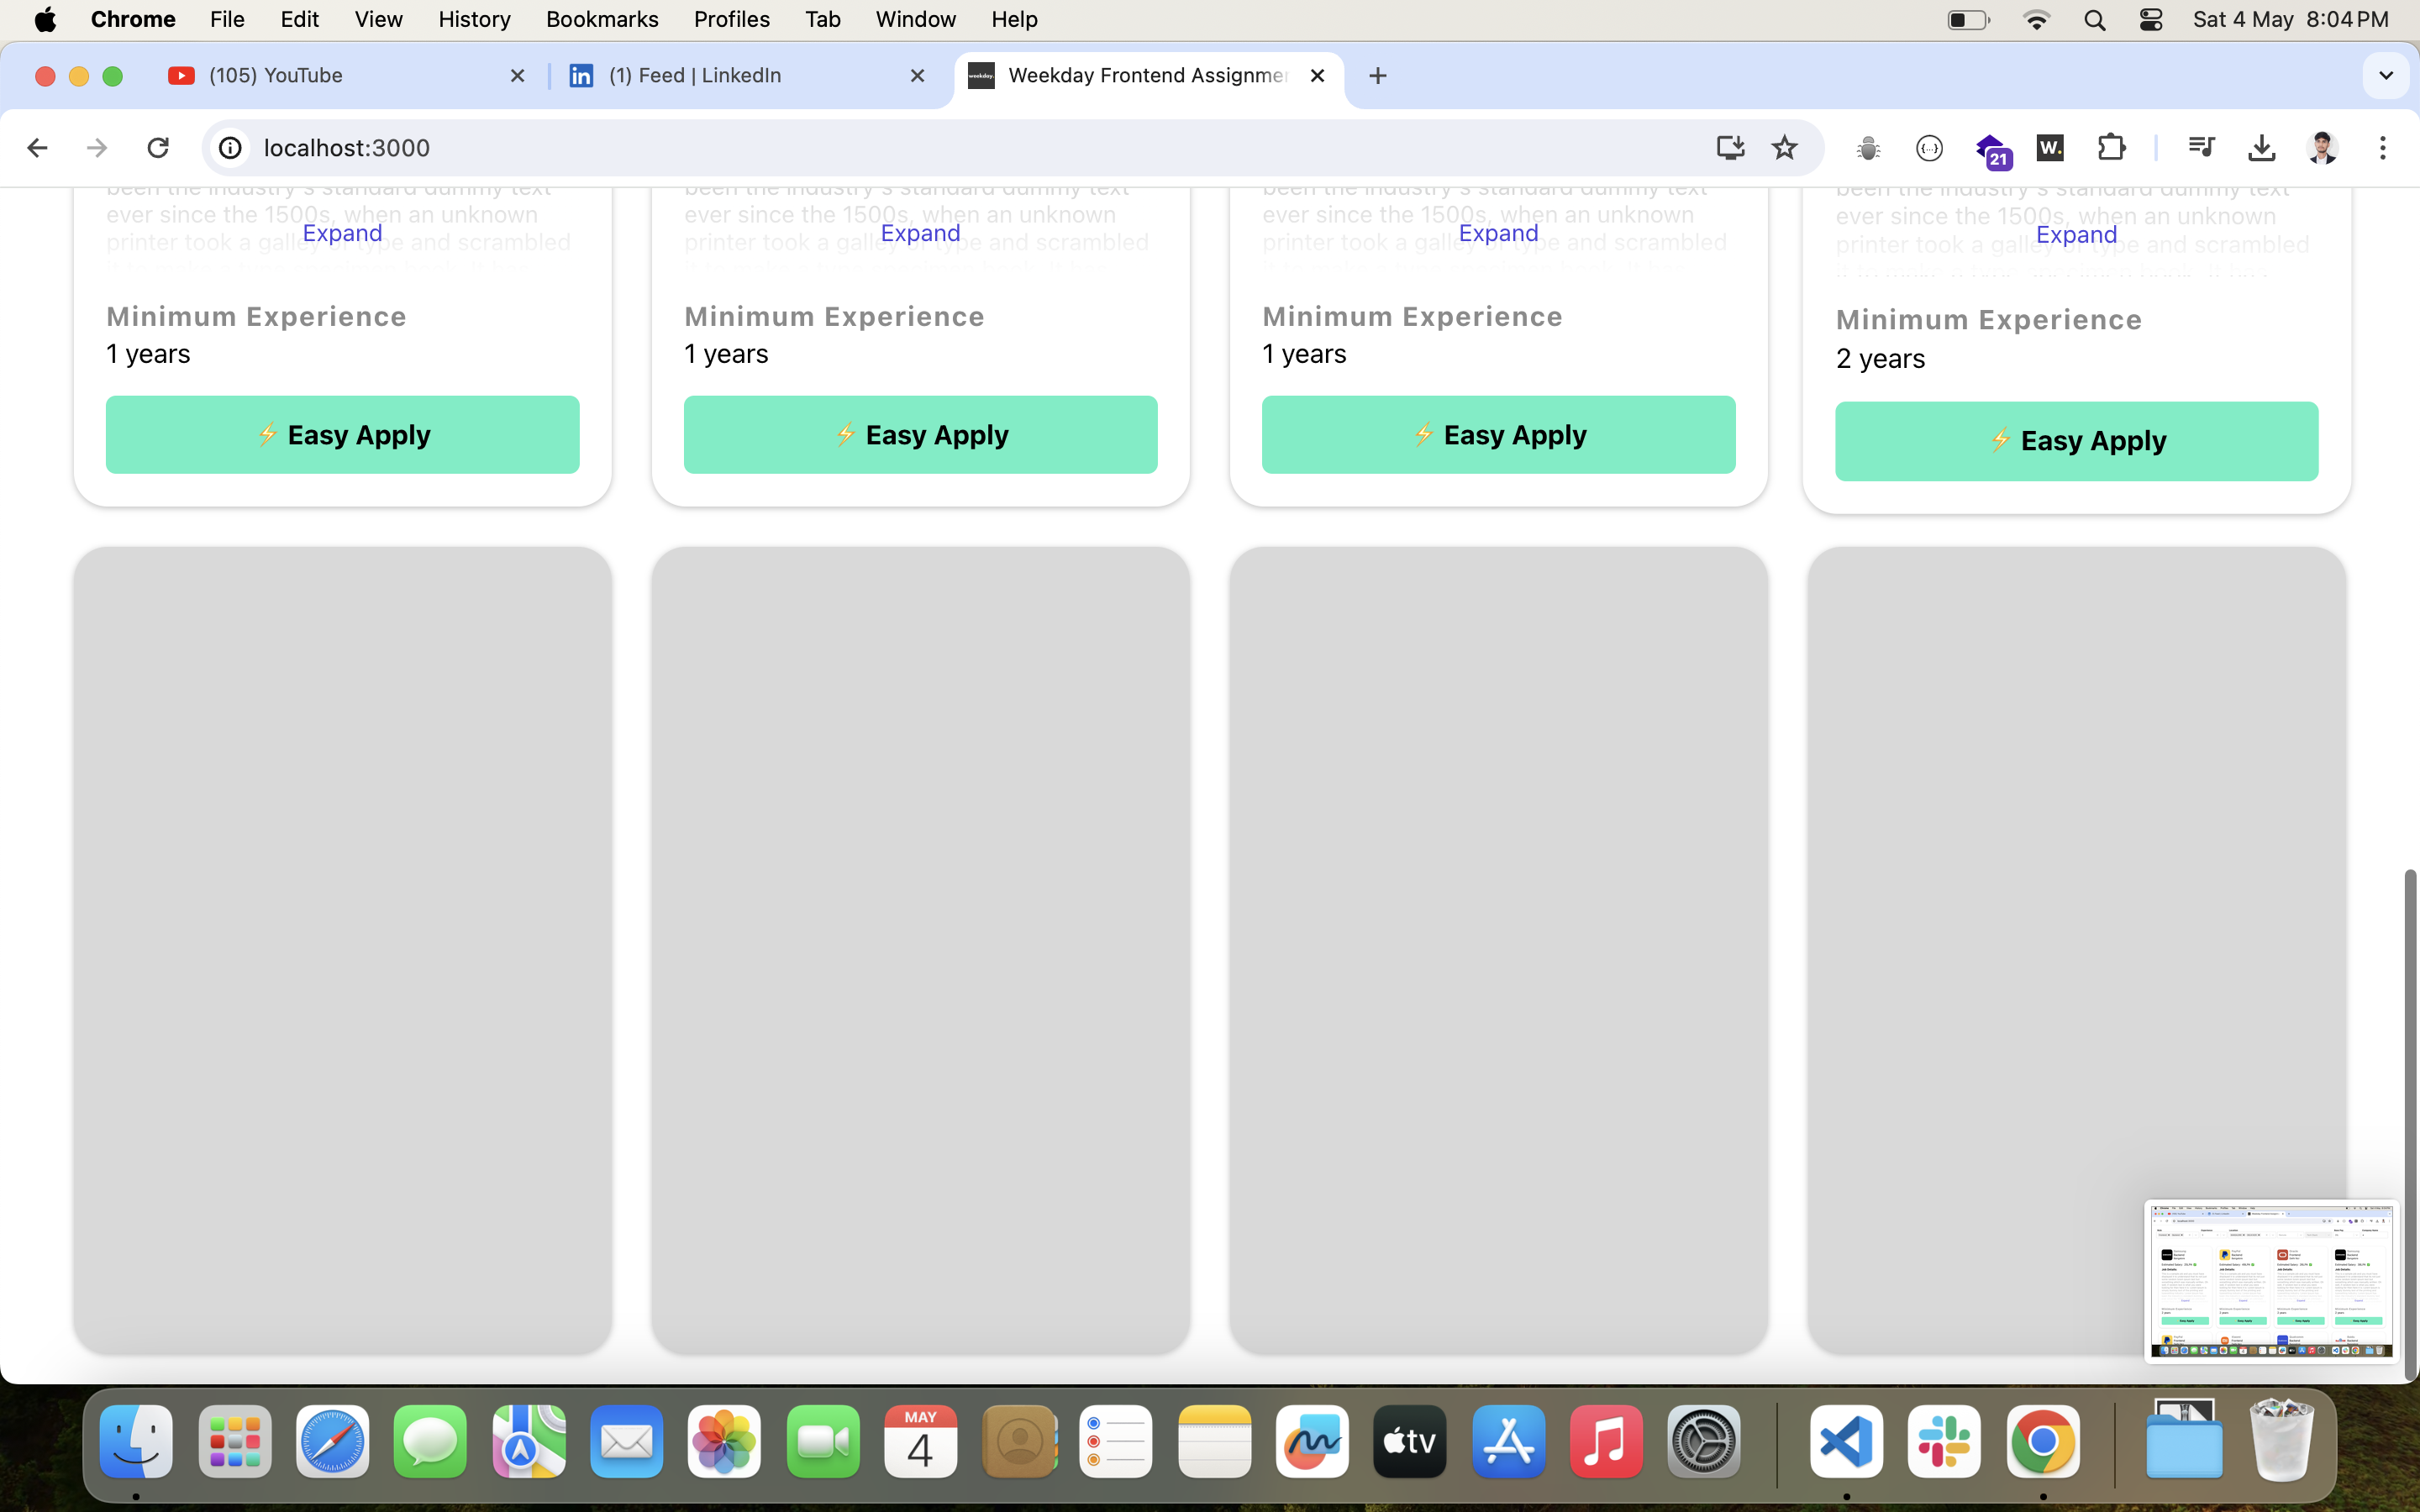 Chrome File Edit View History Bookmarks Profiles Tab Window Help Sat 4 May 8:04 PM
(105) YouTube (1) Feed | LinkedIn Weekday Frontend Assignmen
localhost:3000 21 W.
been the industry's standard dummy text been the industry's standard dummy text been the industry's standard dummy text been the industry's standard dummy text
ever since the 1500s, when an unknown ever since the 1500s, when an unknown ever since the 1500s, when an unknown ever since the 1500s, when an unknown
printer took a galley of type and scrambled printer took a galley of type and scrambled printer took a galley of type and scrambled printer took a galley of type and scrambled
Expand Expand Expand Expand
Minimum Experience Minimum Experience Minimum Experience Minimum Experience
1 years 1 years 1 years 2 years
⚡ Easy Apply ⚡ Easy Apply ⚡ Easy Apply ⚡ Easy Apply
MAY
4
tv